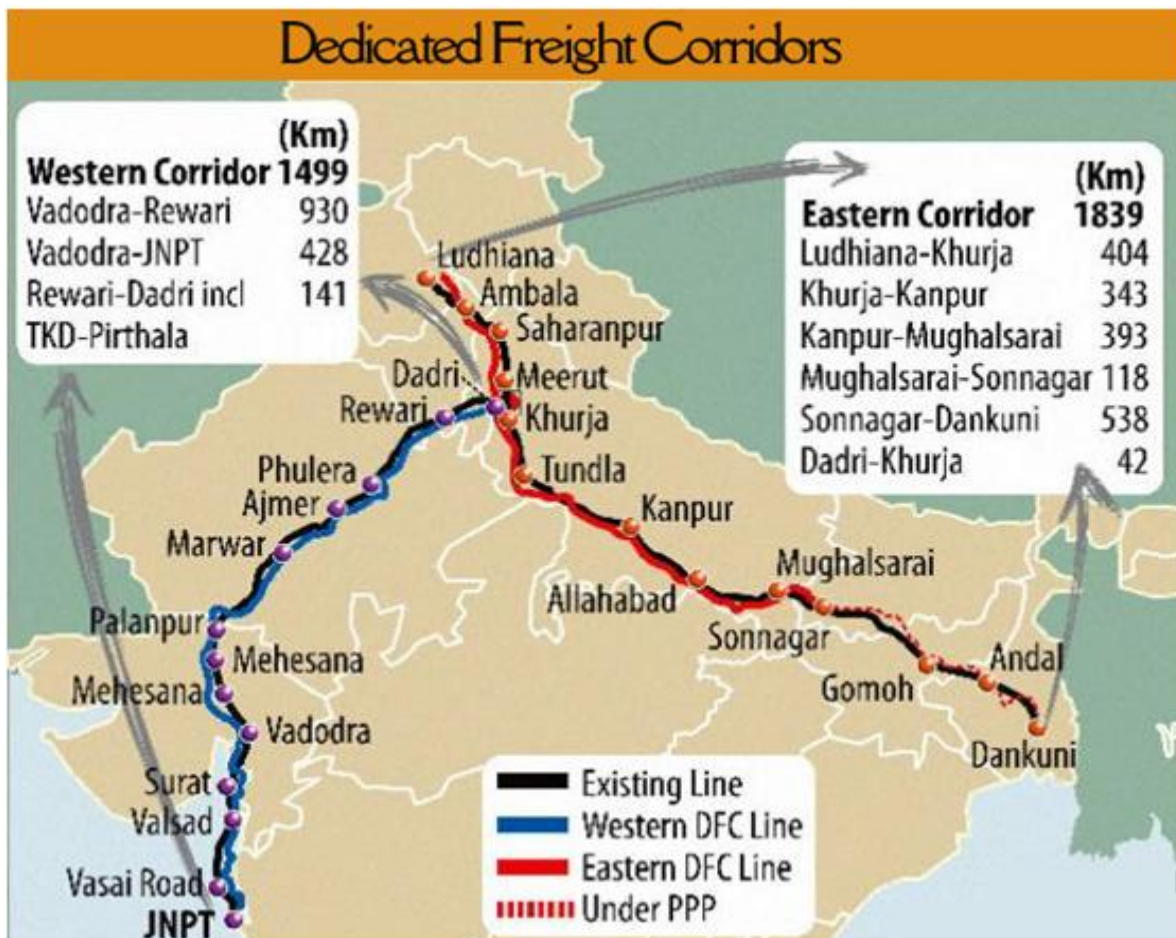 Dedicated Freight Corridors
(Km)
Western Corridor 1499
Vadodra-Rewari 930
Vadodra-JNPT 428
Rewari-Dadri incl 141
TKD-Pirthala
(Km)
Eastern Corridor 1839
Ludhiana-Khurja 404
Khurja-Kanpur 343
Kanpur-Mughalsarai 393
Mughalsarai-Sonnagar 118
Sonnagar-Dankuni 538
Dadri-Khurja 42
Ludhiana
Ambala
Saharanpur
Dadri
Meerut
Rewari
Khurja
Phulera
Tundla
Ajmer
Kanpur
Marwar
Mughalsarai
Allahabad
Palanpur
Sonnagar
Mehesana
Andal
Mehesana
Gomoh
Vadodra
Dankuni
Surat
Valsad
Vasai Road
JNPT
Existing Line
Western DFC Line
Eastern DFC Line
Under PPP